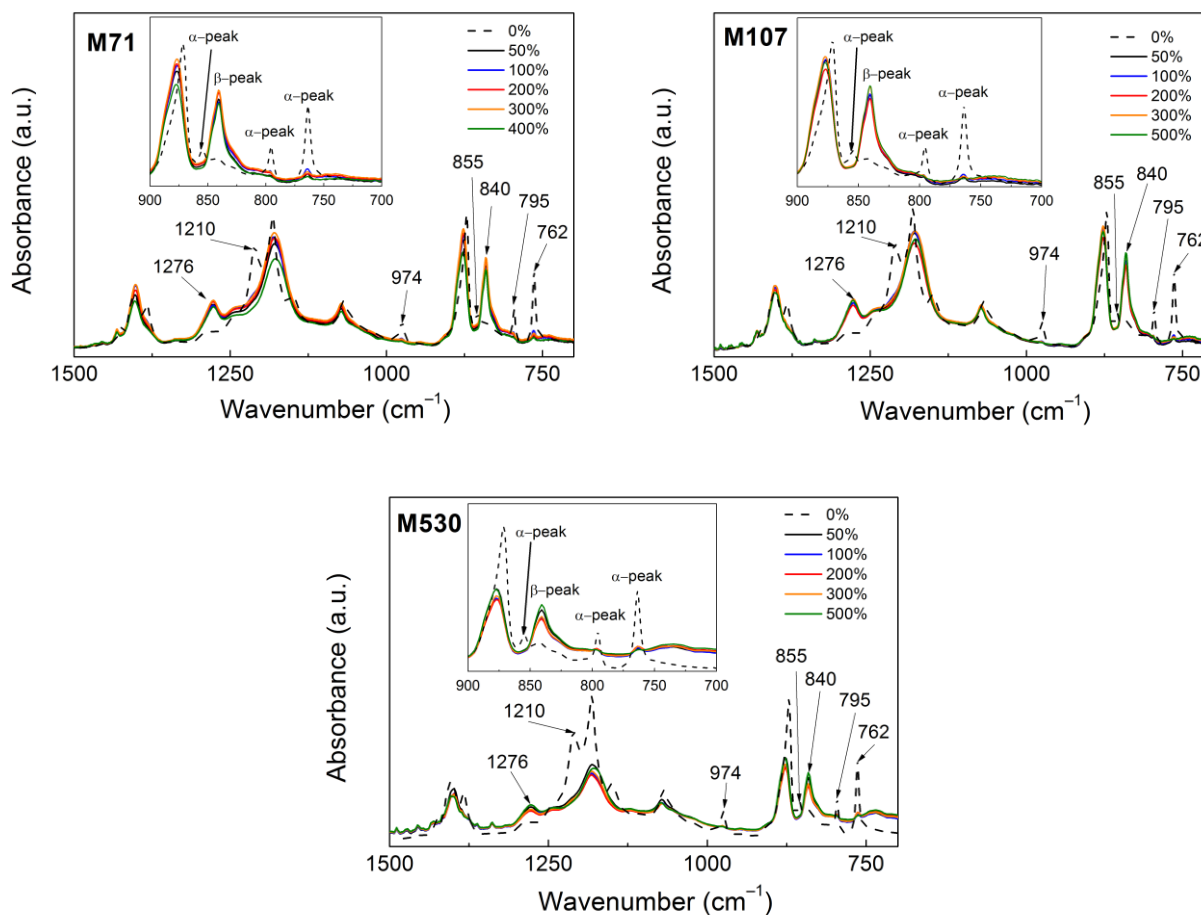 M71
α–peak
β–peak
α–peak
α–peak
900 850 800 750 700
0%
50%
100%
200%
300%
400%
855
840
795
762
1210
1276
974
Absorbance (a.u.)
1500 1250 1000 750
Wavenumber (cm⁻¹)
M107
α–peak
β–peak
α–peak
α–peak
900 850 800 750 700
0%
50%
100%
200%
300%
500%
855
840
795
762
1210
1276
974
Absorbance (a.u.)
1500 1250 1000 750
Wavenumber (cm⁻¹)
M530
α–peak
β–peak
α–peak
α–peak
900 850 800 750 700
0%
50%
100%
200%
300%
500%
855
840
795
762
1210
1276
974
Absorbance (a.u.)
1500 1250 1000 750
Wavenumber (cm⁻¹)